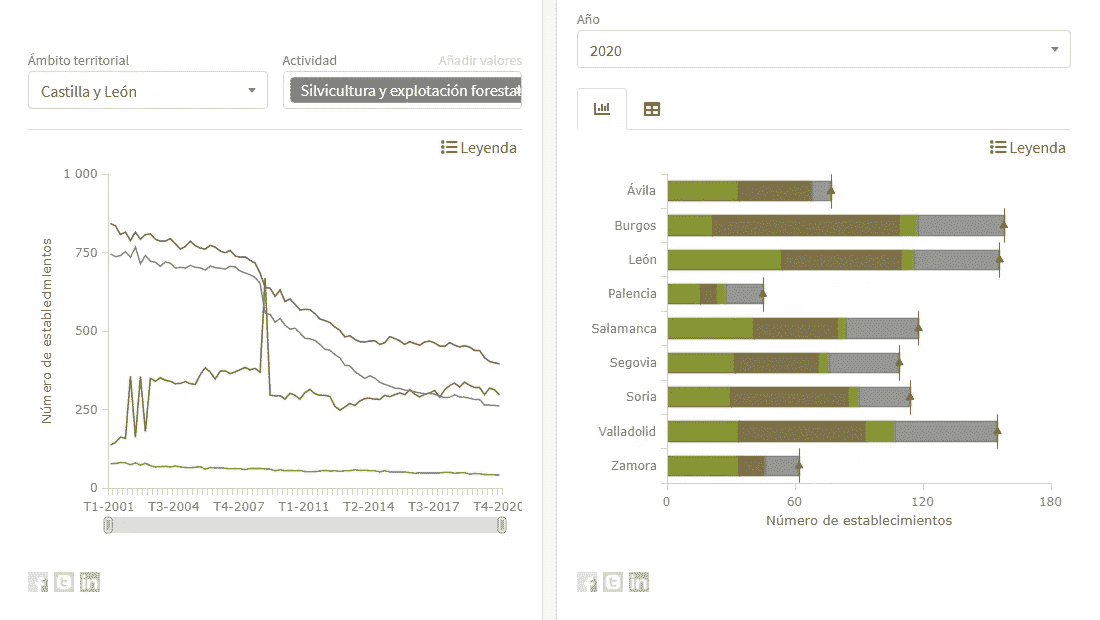 Ámbito territorial
Actividad
Añadir valores
Castilla y León
Silvicultura y explotación forestal
Leyenda
1 000
750
500
250
0
Número de establedmientos
T1-2001 T3-2004 T4-2007 T1-2011 T2-2014 T3-2017 T4-2020
Año
2020
Leyenda
Ávila
Burgos
León
Palencia
Salamanca
Segovia
Soria
Valladolid
Zamora
0 60 120 180
Número de establecimientos